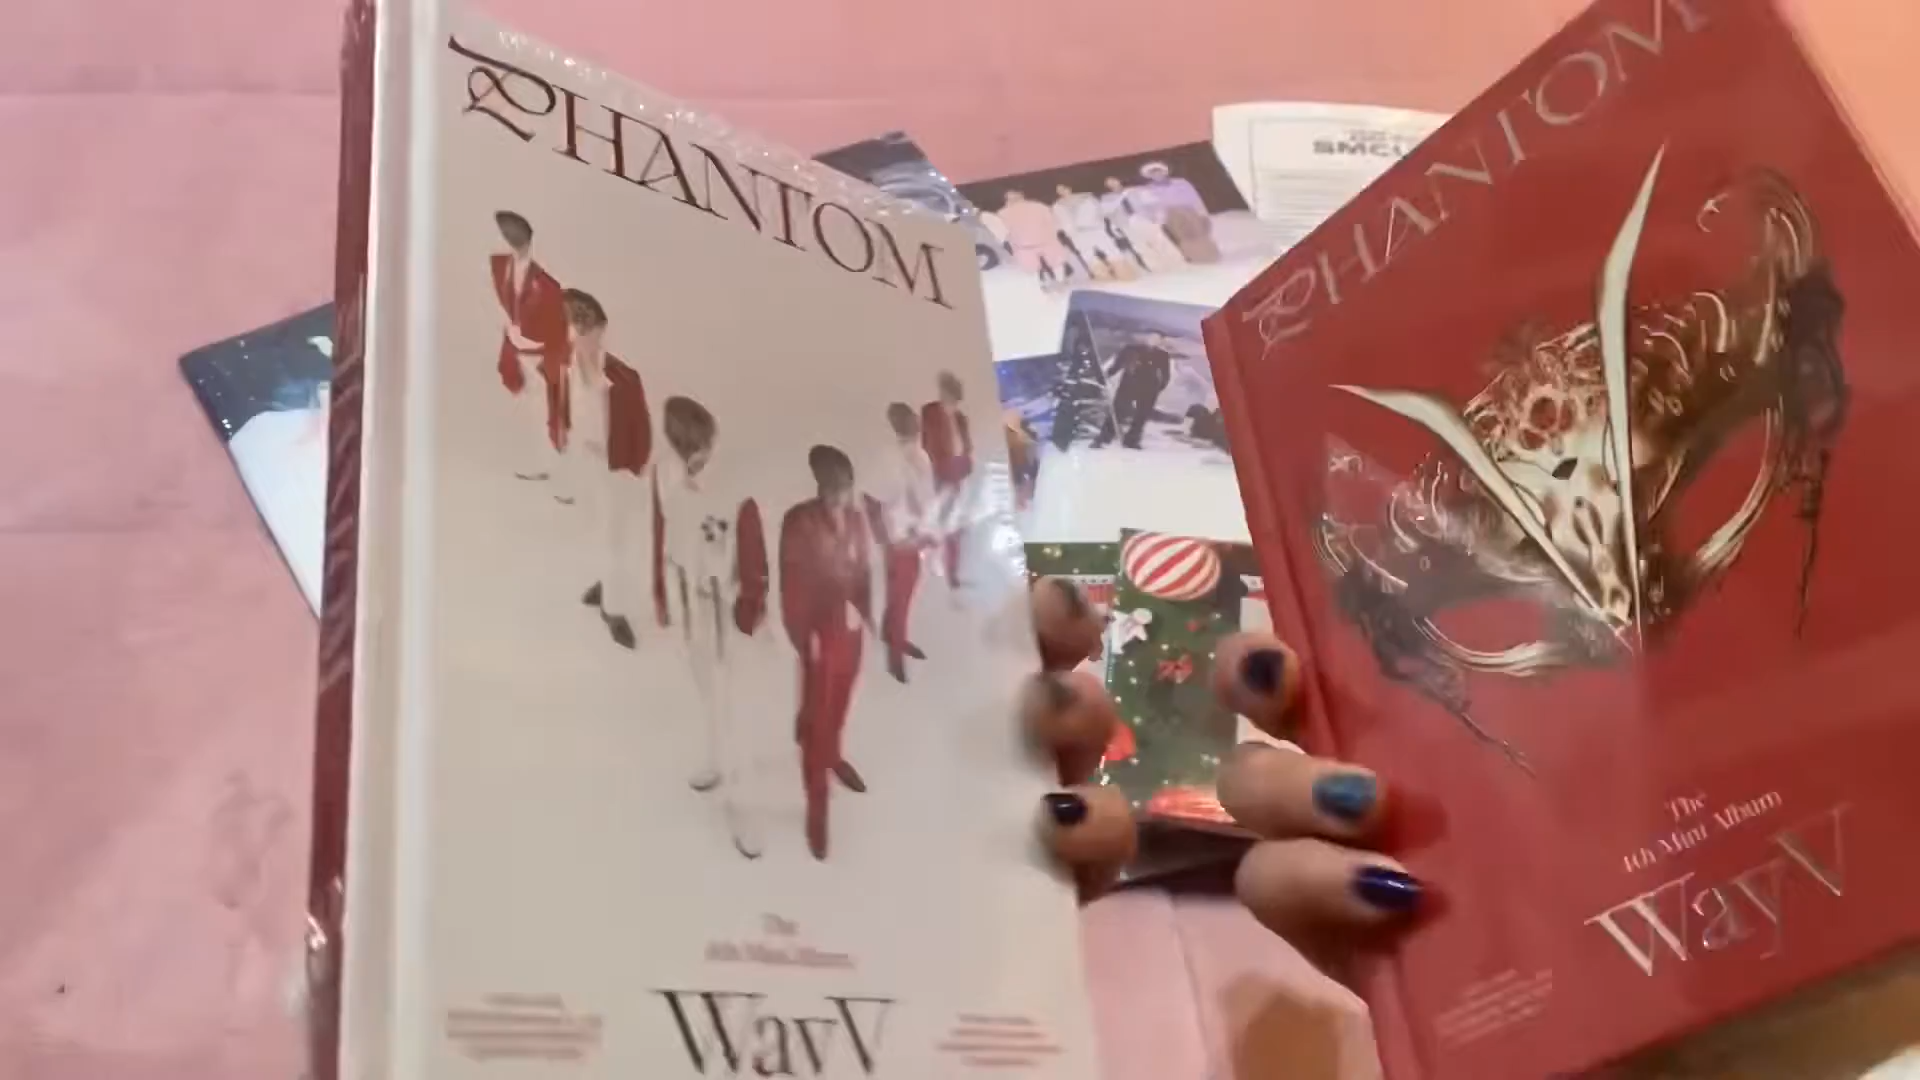 PHANTOM
The
4th Mini Album
WayV
SMCU
PHANTOM
The
4th Mini Album
WayV